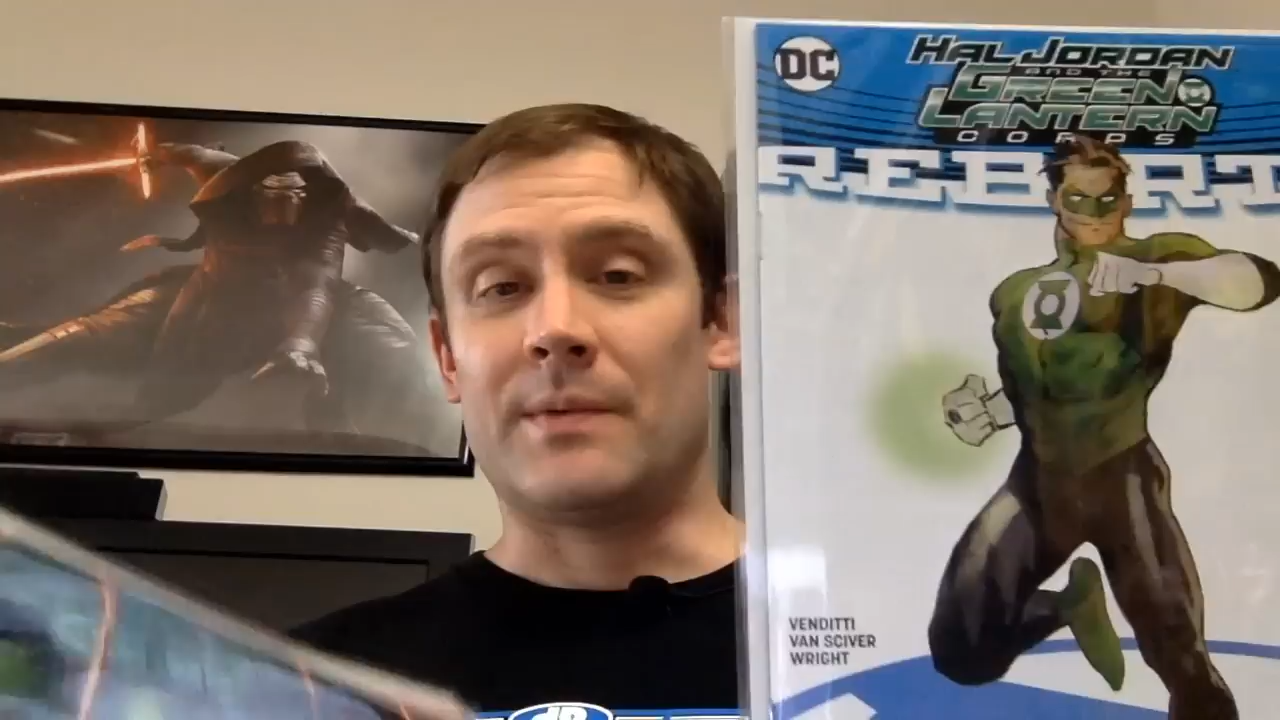 DC
HAL JORDAN
AND THE
GREEN
LANTERN
CORPS
REBIRT
VENDITTI
VAN SCIVER
WRIGHT